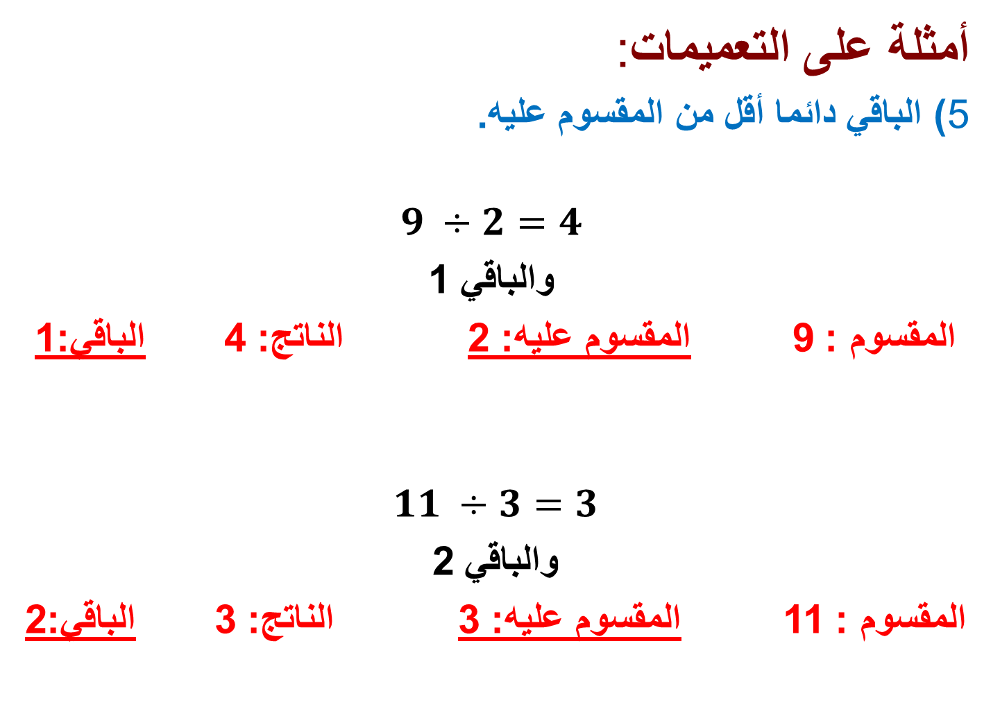 أمثلة على التعميمات:
5) الباقي دائما أقل من المقسوم عليه.
9 ÷ 2 = 4
والباقي 1
المقسوم : 9 المقسوم عليه: 2 الناتج: 4 الباقي:1
11 ÷ 3 = 3
والباقي 2
المقسوم : 11 المقسوم عليه: 3 الناتج: 3 الباقي:2